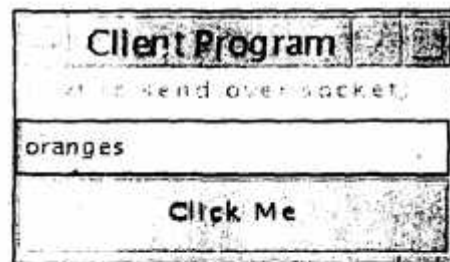 Client Program
to send over socket:
oranges
Click Me